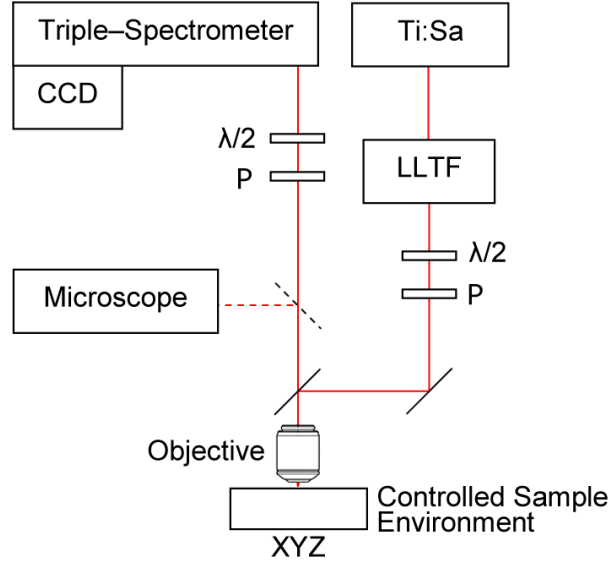 Triple–Spectrometer
Ti:Sa
CCD
λ/2
P
LLTF
λ/2
P
Microscope
Objective
Controlled Sample
Environment
XYZ